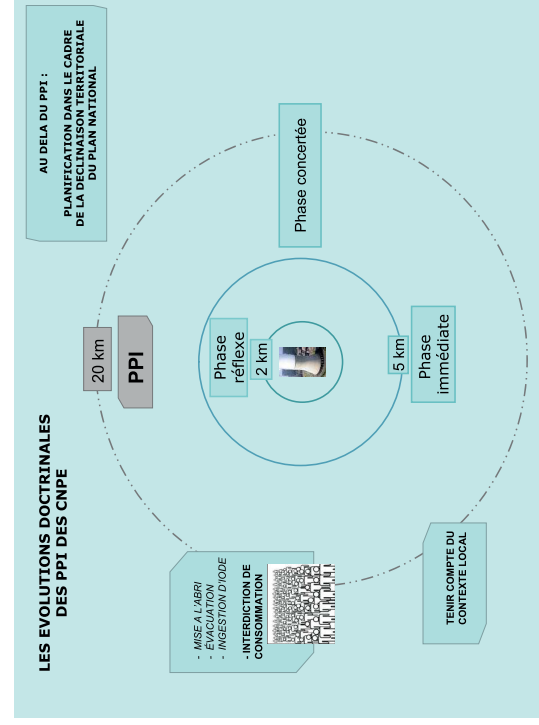 LES EVOLUTIONS DOCTRINALES
DES PPI DES CNPE
AU DELA DU PPI :
PLANIFICATION DANS LE CADRE
DE LA DECLINAISON TERRITORIALE
DU PLAN NATIONAL
20 km
PPI
Phase
réflexe
2 km
Phase concertée
5 km
Phase
immédiate
- MISE A L'ABRI
- ÉVACUATION
- INGESTION D'IODE
- INTERDICTION DE
CONSOMMATION
TENIR COMPTE DU
CONTEXTE LOCAL